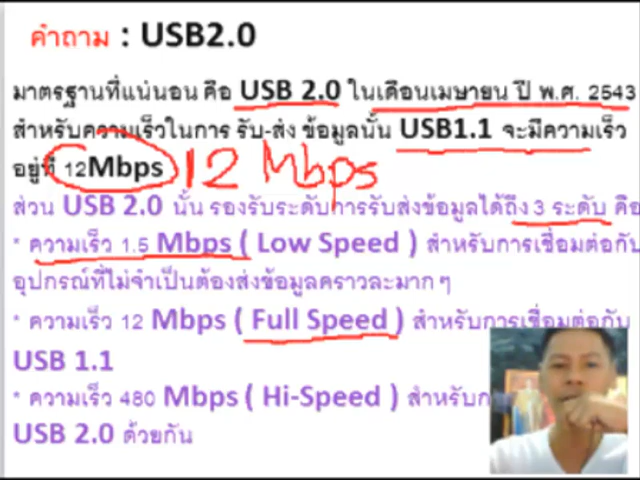 คำถาม : USB2.0
มาตรฐานที่แน่นอน คือ USB 2.0 ในเดือนเมษายน ปี พ.ศ. 2543
สำหรับความเร็วในการ รับ-ส่ง ข้อมูลนั้น USB1.1 จะมีความเร็ว
อยู่ที่ 12Mbps 12 Mbps
ส่วน USB 2.0 นั้น รองรับระดับการรับส่งข้อมูลได้ถึง 3 ระดับ คือ
* ความเร็ว 1.5 Mbps ( Low Speed ) สำหรับการเชื่อมต่อกับ
อุปกรณ์ที่ไม่จำเป็นต้องส่งข้อมูลคราวละมาก ๆ
* ความเร็ว 12 Mbps ( Full Speed ) สำหรับการเชื่อมต่อกับ
USB 1.1
* ความเร็ว 480 Mbps ( Hi-Speed ) สำหรับ
USB 2.0 ด้วยกัน